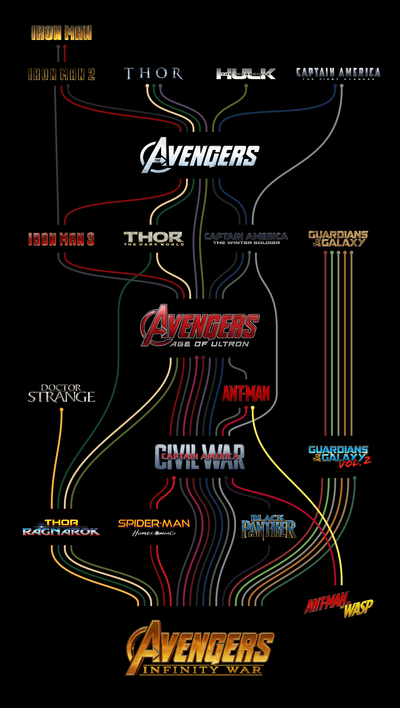 IRON MAN
IRON MAN 2
THOR
HULK
CAPTAIN AMERICA
THE FIRST AVENGER
THE AVENGERS
IRON MAN 3
THOR
THE DARK WORLD
CAPTAIN AMERICA
THE WINTER SOLDIER
GUARDIANS
OF THE GALAXY
AVENGERS
AGE OF ULTRON
DOCTOR
STRANGE
ANT-MAN
CIVIL WAR
CAPTAIN AMERICA
GUARDIANS
OF THE GALAXY
VOL. 2
THOR
RAGNAROK
SPIDER-MAN
HOMECOMING
BLACK
PANTHER
ANT-MAN
WASP
AVENGERS
INFINITY WAR